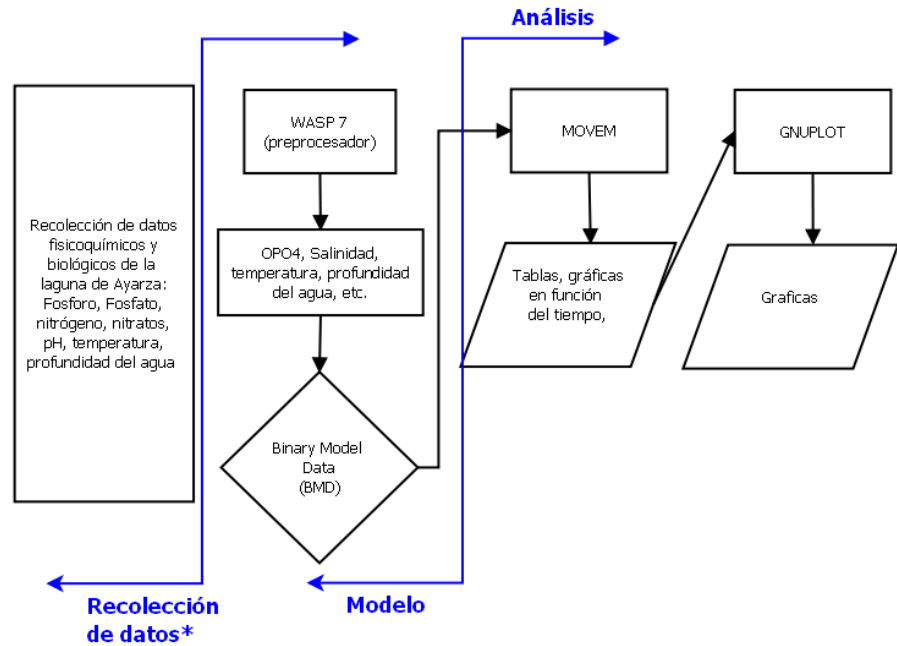 Análisis
Recolección de datos
fisicoquímicos y
biológicos de la
laguna de Ayarza:
Fosforo, Fosfato,
nitrógeno, nitratos,
pH, temperatura,
profundidad del agua
WASP 7
(preprocesador)
OPO4, Salinidad,
temperatura, profundidad
del agua, etc.
Binary Model
Data
(BMD)
MOVEM
Tablas, gráficas
en función
del tiempo,
GNUPLOT
Graficas
Recolección
de datos*
Modelo